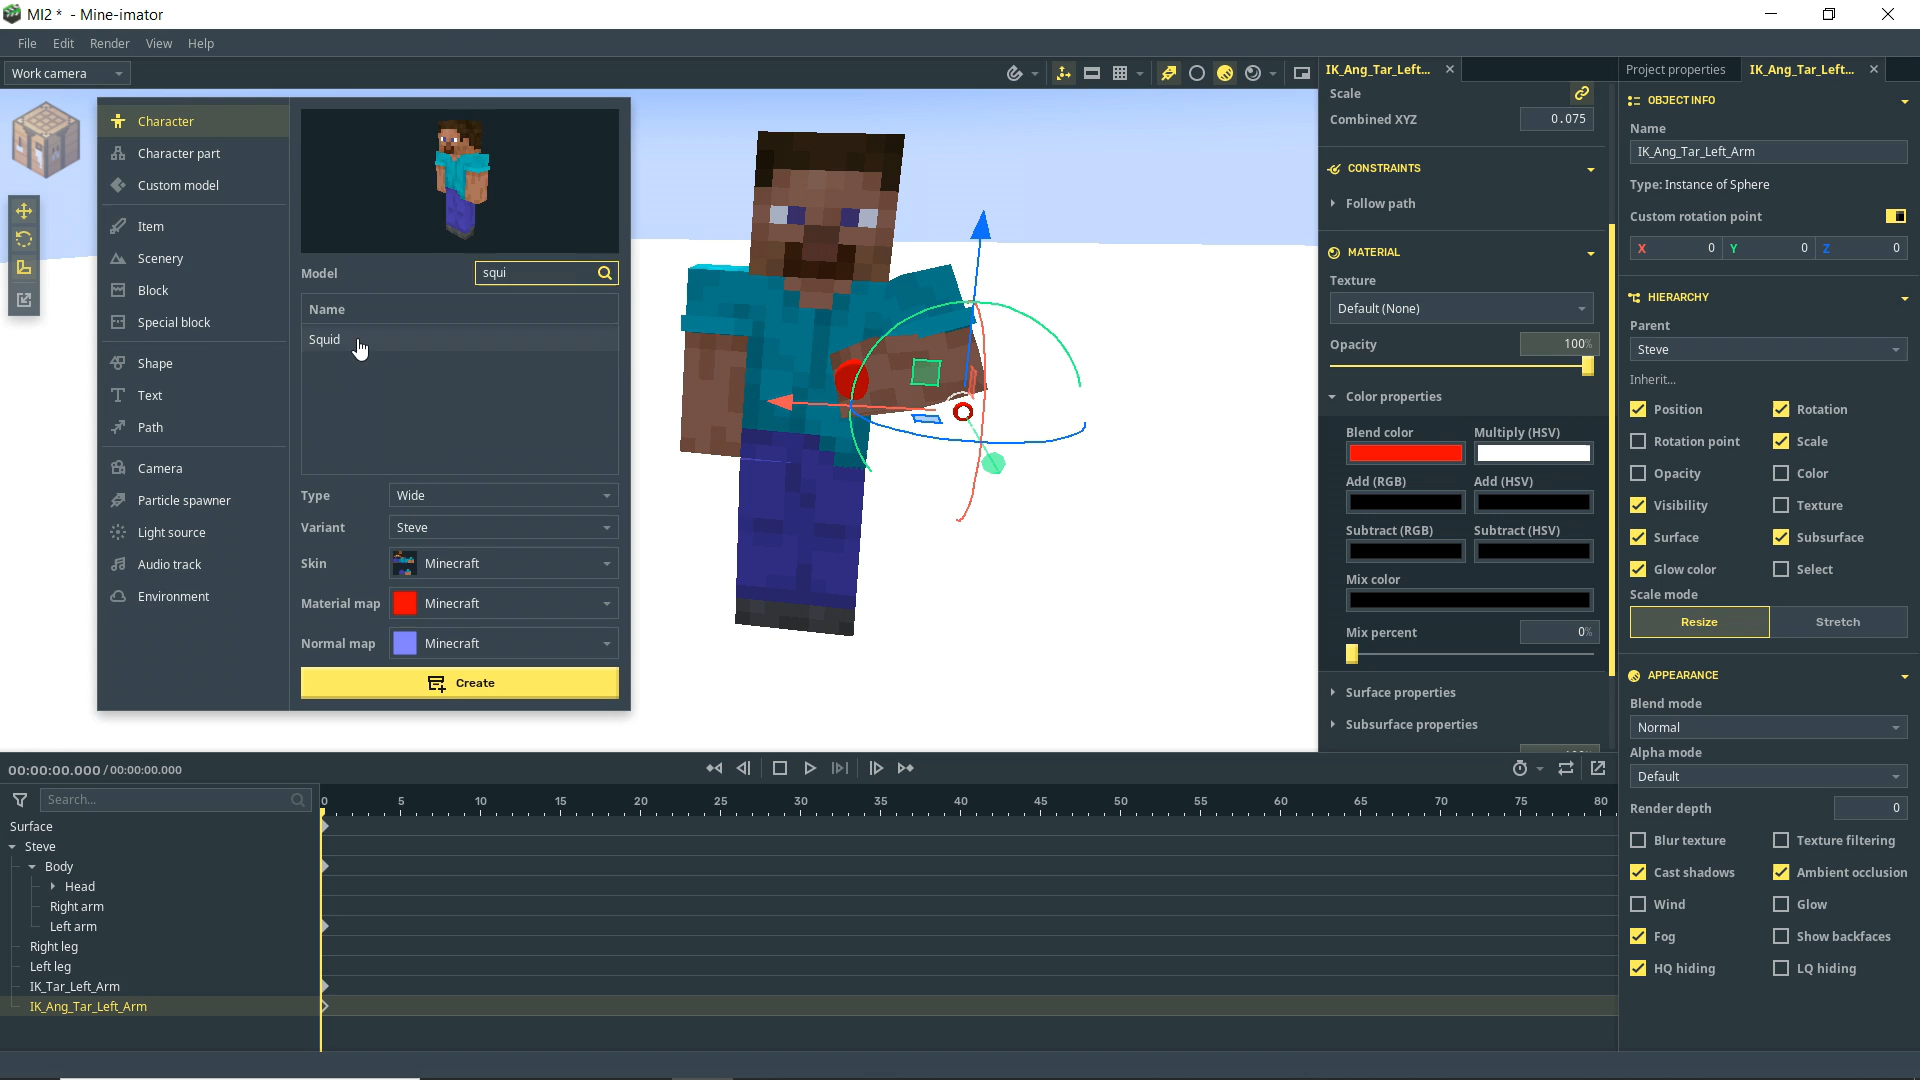 MI2 * - Mine-imator
File Edit Render View Help
Work camera
Character
Character part
Custom model
Item
Scenery
Block
Special block
Shape
Text
Path
Camera
Particle spawner
Light source
Audio track
Environment
Model squi
Name
Squid
Type Wide
Variant Steve
Skin Minecraft
Material map Minecraft
Normal map Minecraft
Create
IK_Ang_Tar_Left...
Scale
Combined XYZ 0.075
CONSTRAINTS
Follow path
MATERIAL
Texture
Default (None)
Opacity 100%
Color properties
Blend color Multiply (HSV)
Add (RGB) Add (HSV)
Subtract (RGB) Subtract (HSV)
Mix color
Mix percent 0%
Surface properties
Subsurface properties
Project properties IK_Ang_Tar_Left...
OBJECT INFO
Name
IK_Ang_Tar_Left_Arm
Type: Instance of Sphere
Custom rotation point
X 0 Y 0 Z 0
HIERARCHY
Parent
Steve
Inherit...
Position Rotation
Rotation point Scale
Opacity Color
Visibility Texture
Surface Subsurface
Glow color Select
Scale mode
Resize Stretch
APPEARANCE
Blend mode
Normal
Alpha mode
Default
Render depth 0
Blur texture Texture filtering
Cast shadows Ambient occlusion
Wind Glow
Fog Show backfaces
HQ hiding LQ hiding
00:00:00.000 / 00:00:00.000
Search...
0 5 10 15 20 25 30 35 40 45 50 55 60 65 70 75 80
Surface
Steve
Body
Head
Right arm
Left arm
Right leg
Left leg
IK_Tar_Left_Arm
IK_Ang_Tar_Left_Arm